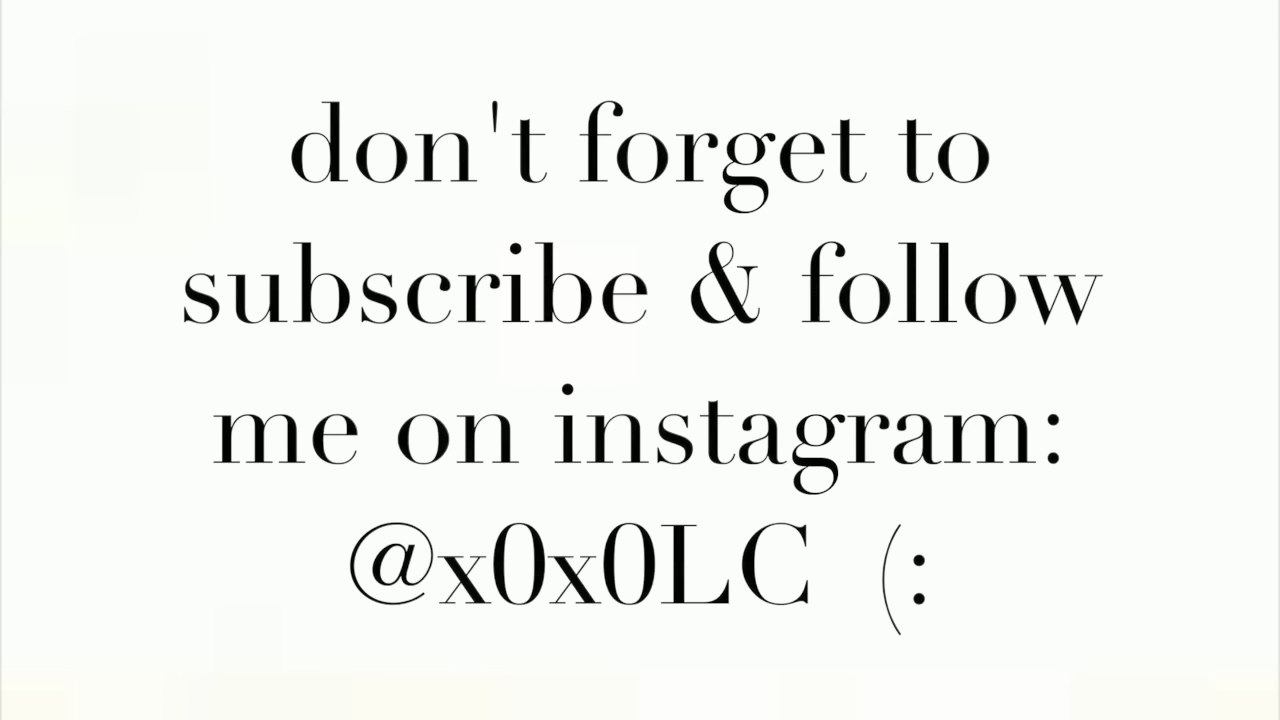 don't forget to
subscribe & follow
me on instagram:
@x0x0LC (: